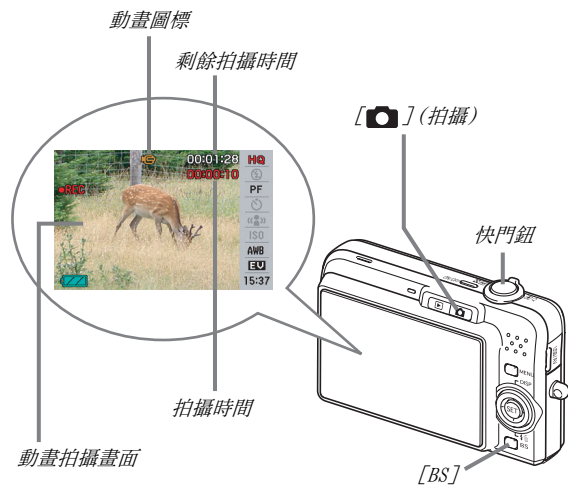 動畫圖標
剩餘拍攝時間
[📷](拍攝)
快門鈕
00:01:28 HQ
●REC 00:00:10
PF
ISO
AWB
EV
15:37
MENU
DISP
SET
BS
拍攝時間
動畫拍攝畫面
[BS]